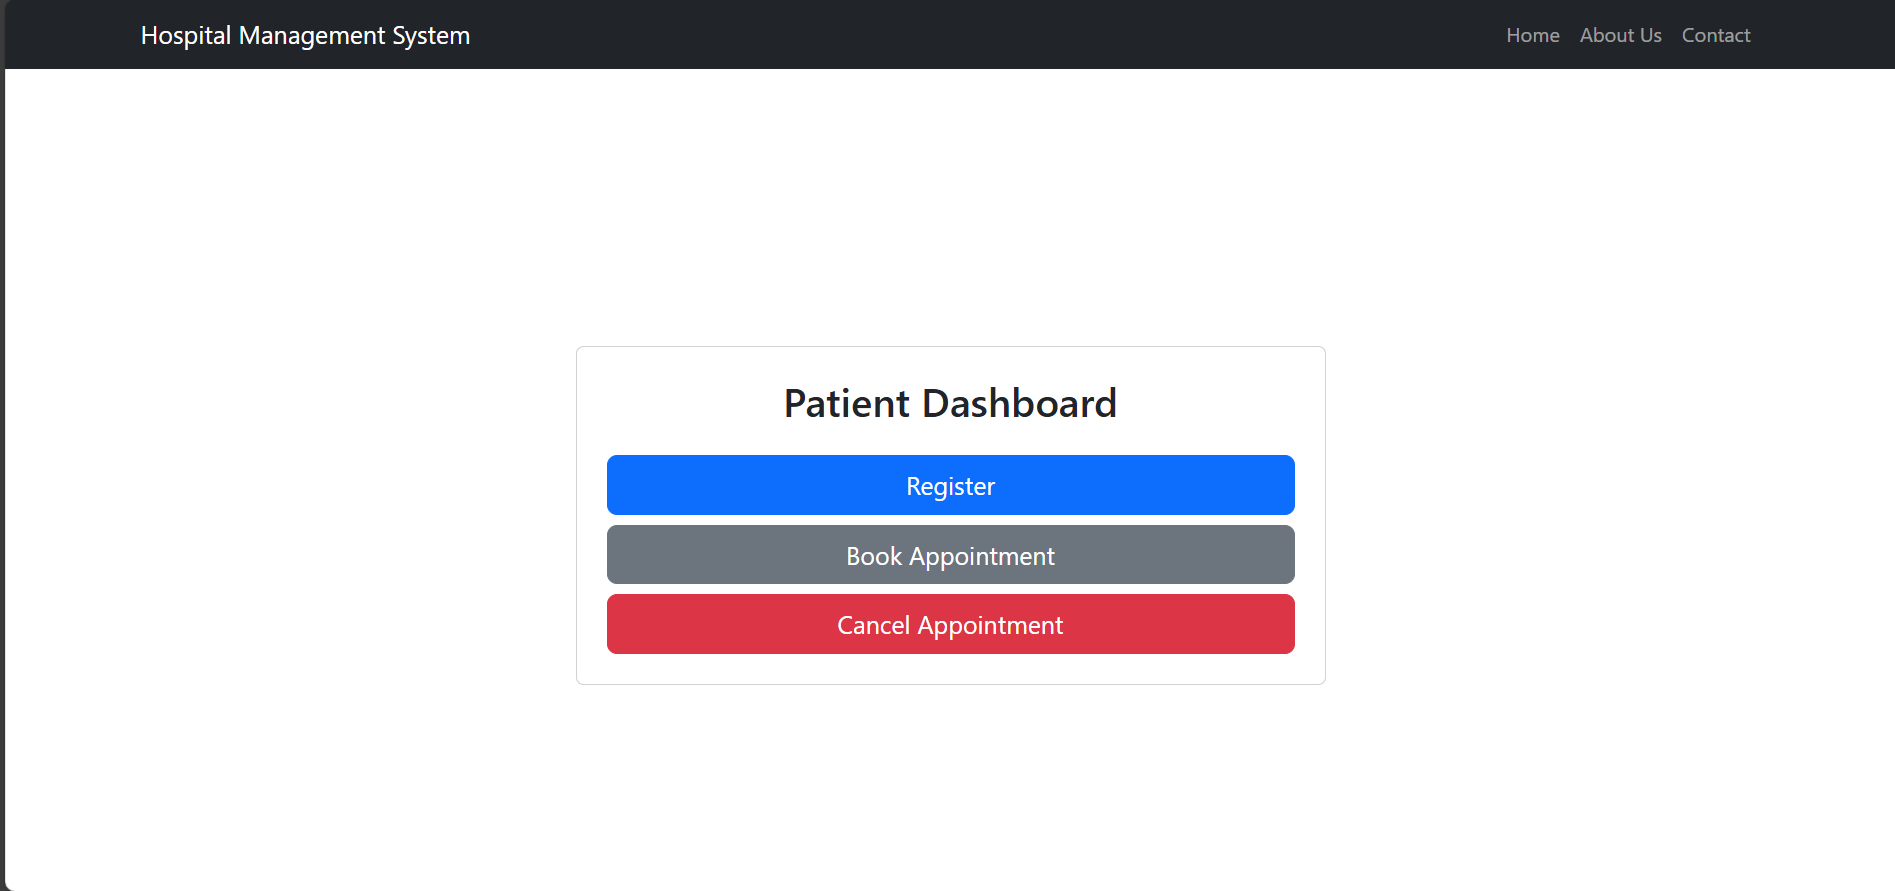 Hospital Management System
Home About Us Contact
Patient Dashboard
Register
Book Appointment
Cancel Appointment